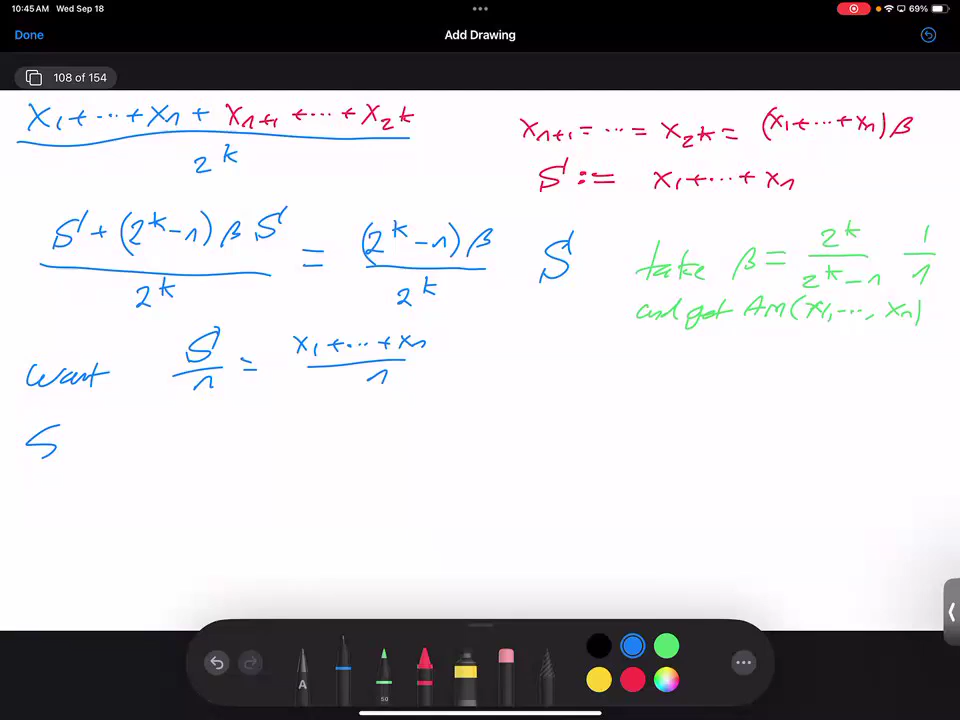 10:45 AM Wed Sep 18
69%
Done
Add Drawing
108 of 154
x₁ + ⋯ + xₙ + xₙ₊₁ + ⋯ + x₂ᵏ / 2ᵏ
xₙ₊₁ = ⋯ = x₂ᵏ = (x₁ + ⋯ + xₙ) β
S := x₁ + ⋯ + xₙ
S + (2ᵏ − n) β S / 2ᵏ = (2ᵏ − n) β / 2ᵏ S
take β = 2ᵏ / 2ᵏ − n 1 / n
and get AM(x₁, ⋯, xₙ)
want S / n = x₁ + ⋯ + xₙ / n
S
A
50